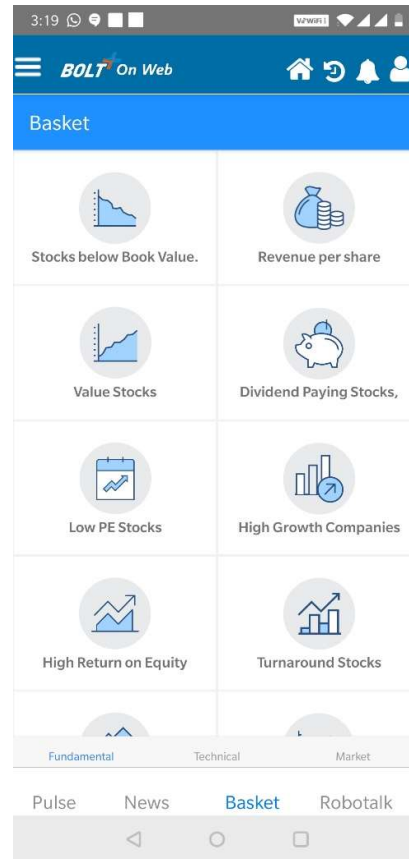 3:19
VoWiFi
BOLT+ On Web
Basket
Stocks below Book Value.
Revenue per share
Value Stocks
Dividend Paying Stocks,
Low PE Stocks
High Growth Companies
High Return on Equity
Turnaround Stocks
Fundamental
Technical
Market
Pulse
News
Basket
Robotalk